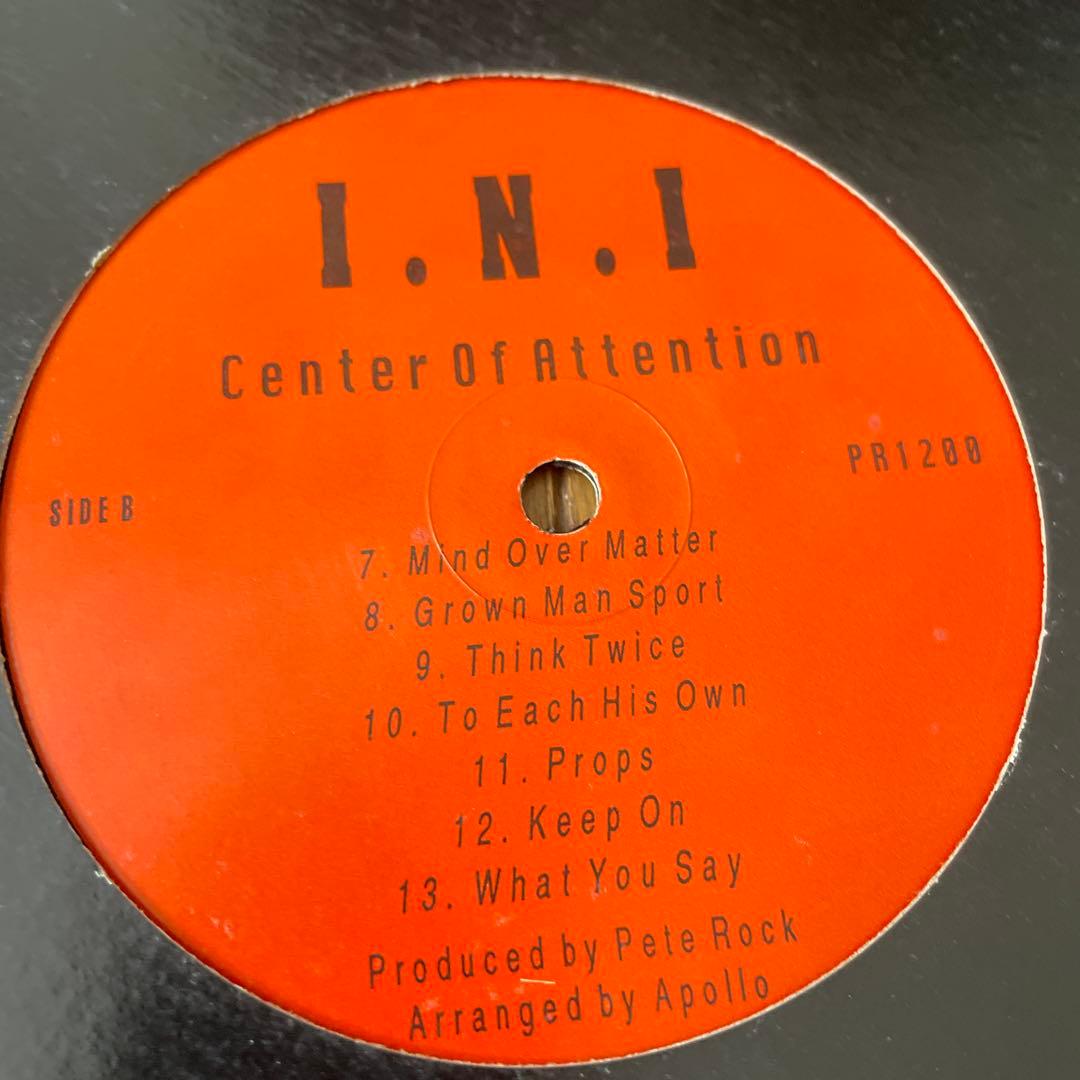 I.N.I
Center Of Attention
PR1200
SIDE B
7. Mind Over Matter
8. Grown Man Sport
9. Think Twice
10. To Each His Own
11. Props
12. Keep On
13. What You Say
Produced by Pete Rock
Arranged by Apollo